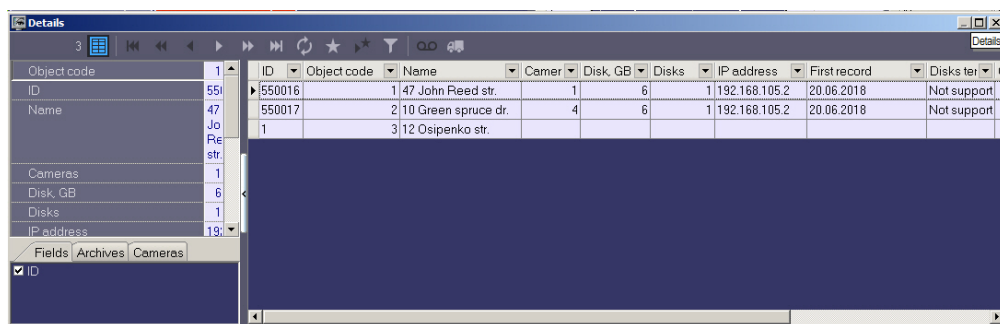 Details
3
Details
Object code 1
ID 550
Name 47
Jo
Re
str.
Cameras 1
Disk, GB 6
Disks 1
IP address 192
Fields Archives Cameras
ID
ID Object code Name Camer Disk, GB Disks IP address First record Disks ter
550016 1 47 John Reed str. 1 6 1 192.168.105.2 20.06.2018 Not support
550017 2 10 Green spruce dr. 4 6 1 192.168.105.2 20.06.2018 Not support
1 3 12 Osipenko str.